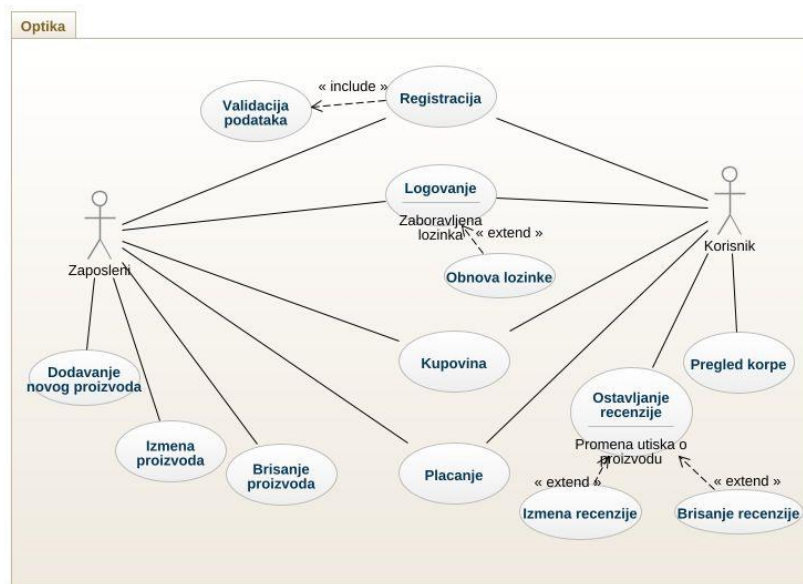 Optika
« include »
Registracija
Validacija
podataka
Logovanje
Zaboravljena
lozinka
« extend »
Korisnik
Zaposleni
Obnova lozinke
Kupovina
Pregled korpe
Dodavanje
novog proizvoda
Ostavljanje
recenzije
Izmena
proizvoda
Promena utiska o
proizvodu
Brisanje
proizvoda
Placanje
« extend »
« extend »
Izmena recenzije
Brisanje recenzije